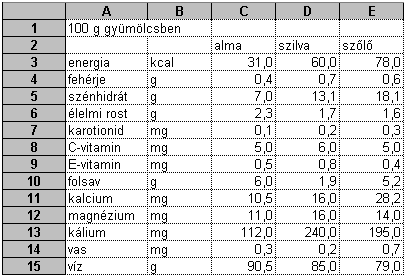 A B C D E
1 100 g gyümölcsben
2 alma szilva szőlő
3 energia kcal 31,0 60,0 78,0
4 fehérje g 0,4 0,7 0,6
5 szénhidrát g 7,0 13,1 18,1
6 élelmi rost g 2,3 1,7 1,6
7 karotionid mg 0,1 0,2 0,3
8 C-vitamin mg 5,0 6,0 5,0
9 E-vitamin mg 0,5 0,8 0,4
10 folsav g 6,0 1,9 5,2
11 kalcium mg 10,5 16,0 28,2
12 magnézium mg 11,0 16,0 14,0
13 kálium mg 112,0 240,0 195,0
14 vas mg 0,3 0,2 0,7
15 víz g 90,5 85,0 79,0